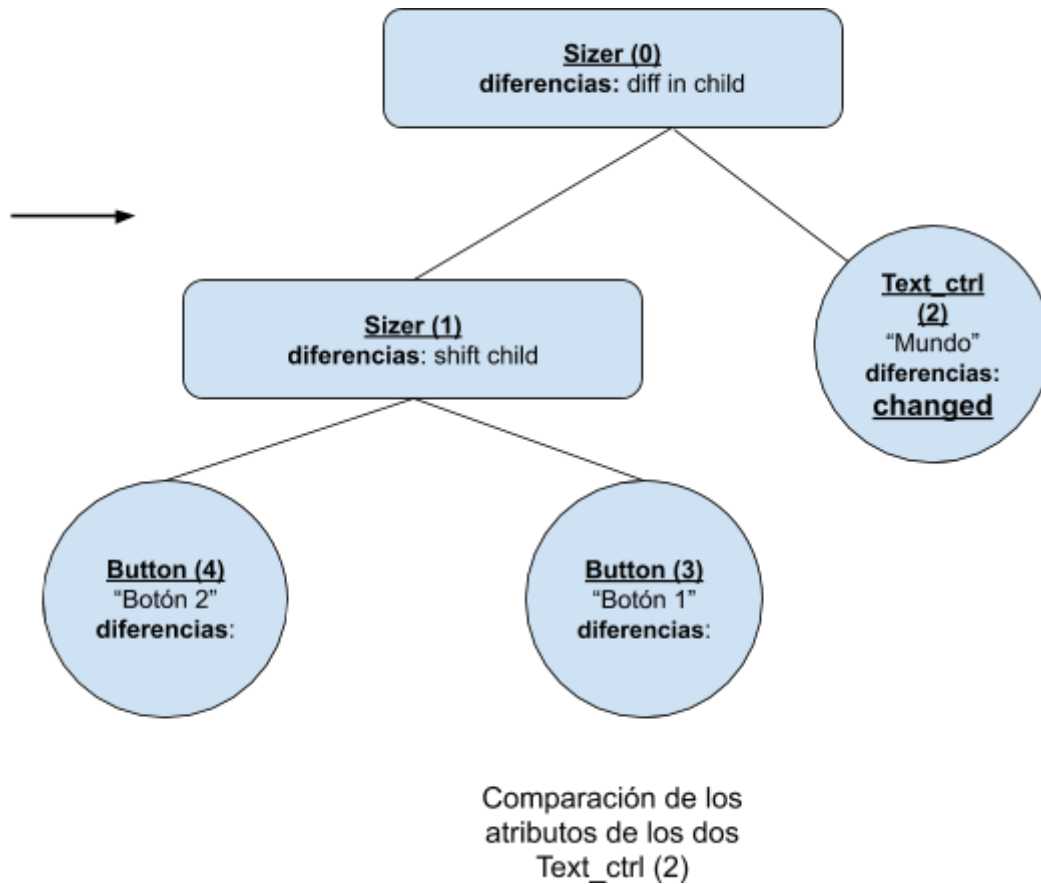 Sizer (0)
diferencias: diff in child
Text_ctrl
(2)
“Mundo”
diferencias:
changed
Sizer (1)
diferencias: shift child
Button (4)
“Botón 2”
diferencias:
Button (3)
“Botón 1”
diferencias:
Comparación de los
atributos de los dos
Text_ctrl (2)